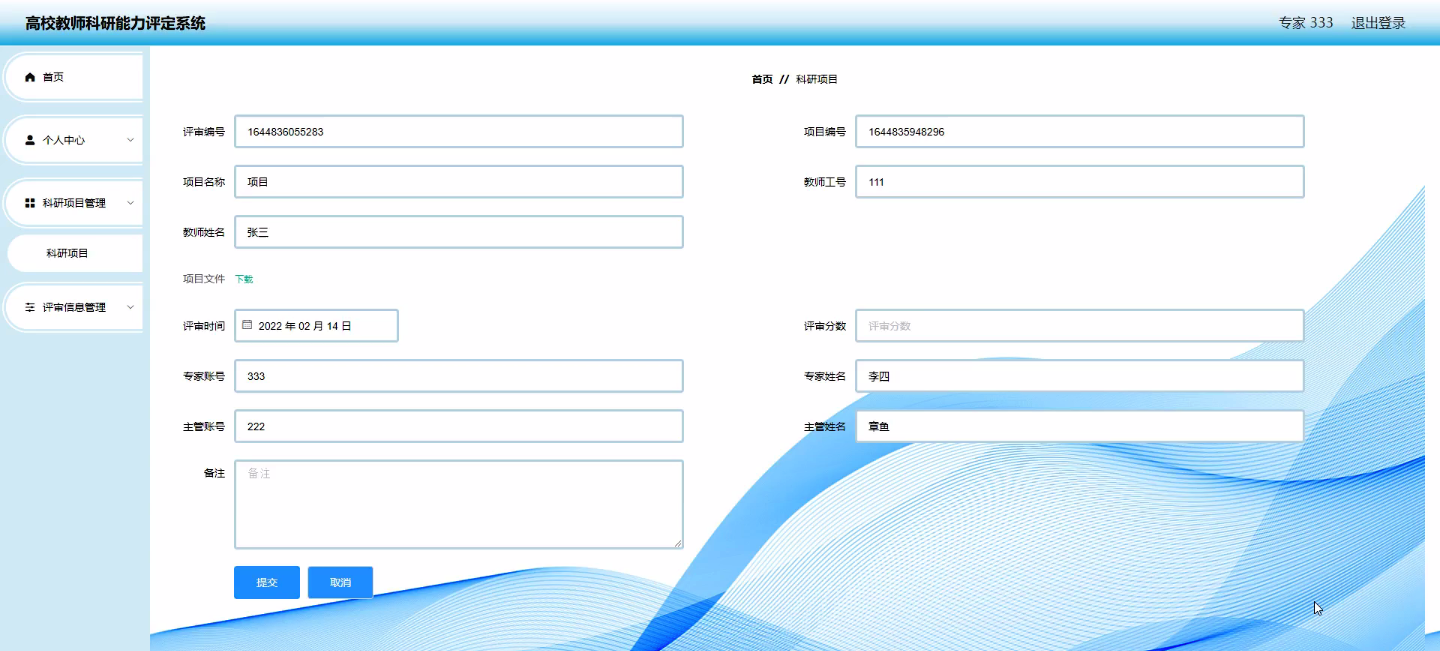 高校教师科研能力评定系统
专家 333 退出登录
首页
个人中心
科研项目管理
科研项目
评审信息管理
首页 // 科研项目
评审编号 1644836055283 项目编号 1644835948296
项目名称 项目 教师工号 111
教师姓名 张三
项目文件 下载
评审时间 2022 年 02 月 14 日 评审分数 评审分数
专家账号 333 专家姓名 李四
主管账号 222 主管姓名 章鱼
备注 备注
提交 取消